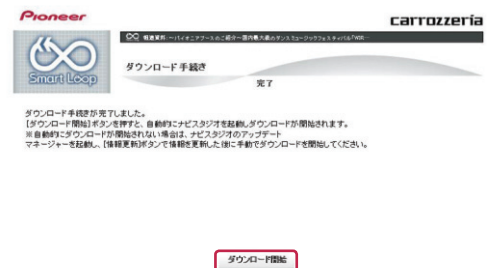 Pioneer
carrozzeria
Smart Loop
ダウンロード手続き
完了
ダウンロード手続きが完了しました。
[ダウンロード開始]ボタンを押すと、自動的にナビスタジオを起動しダウンロードが開始されます。
※自動的にダウンロードが開始されない場合は、ナビスタジオのアップデート
マネージャーを起動し、[情報更新]ボタンで情報を更新した後に手動でダウンロードを開始してください。
ダウンロード開始